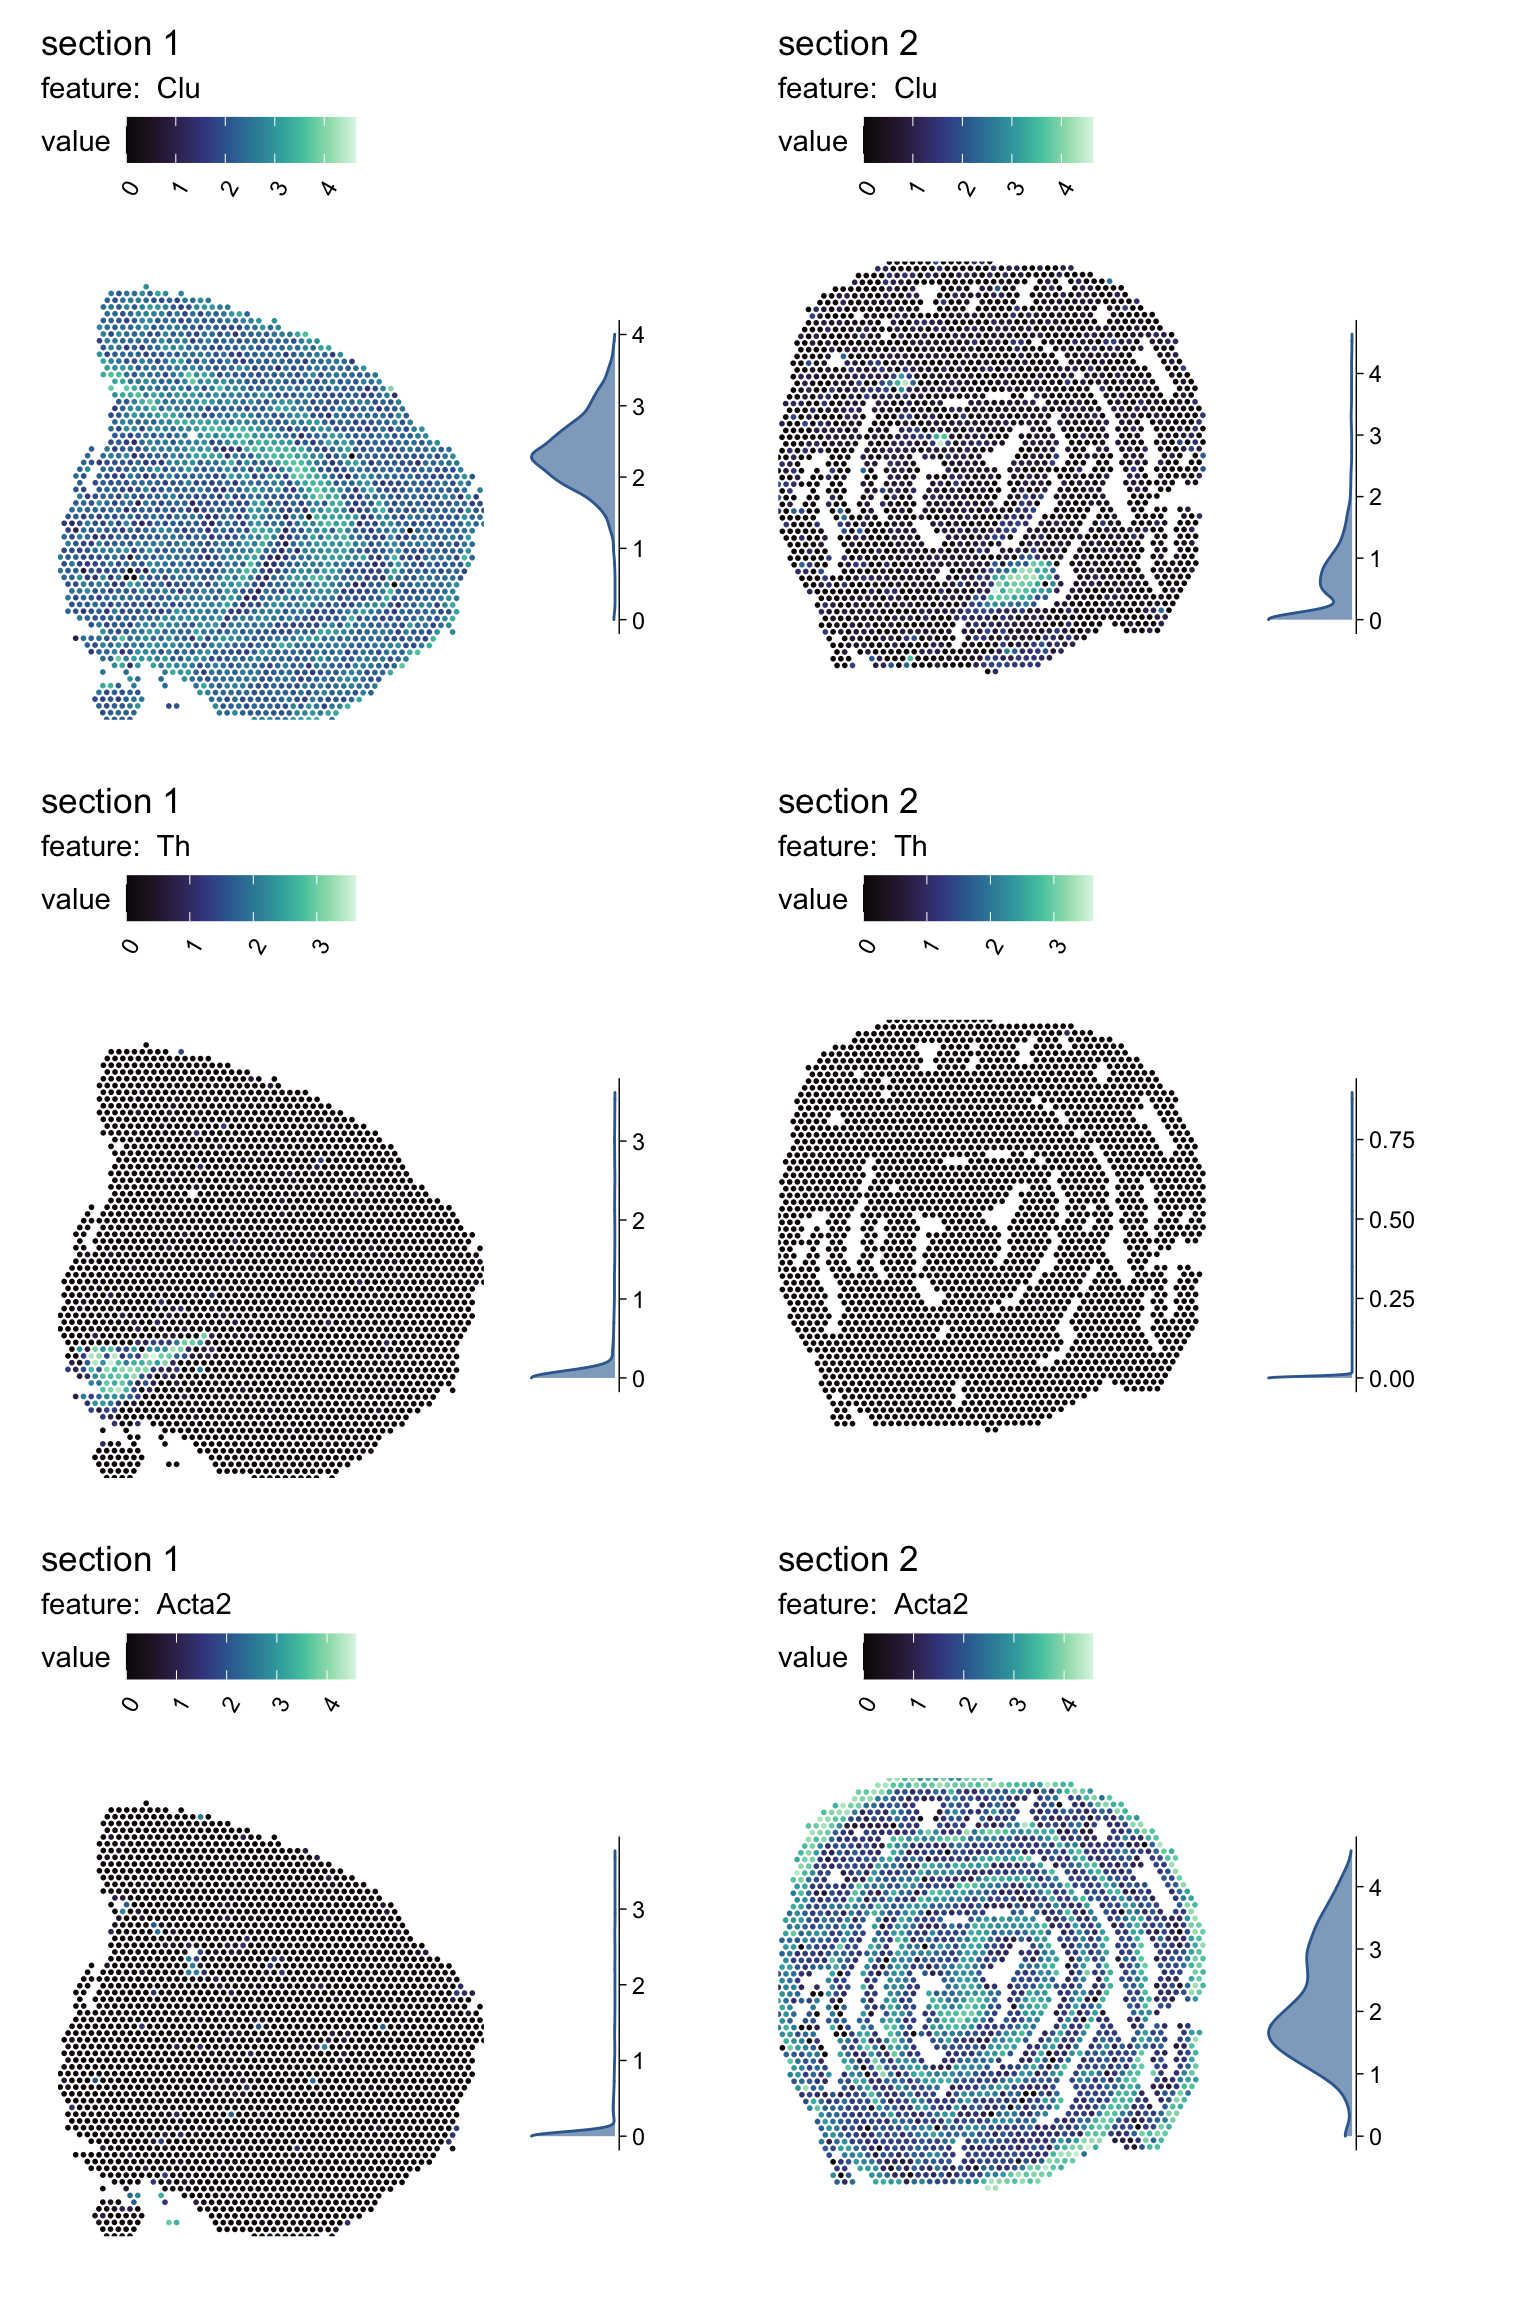 section 1
feature: Clu
value
0 1 2 3 4
4
3
2
1
0
section 2
feature: Clu
value
0 1 2 3 4
4
3
2
1
0
section 1
feature: Th
value
0 1 2 3
3
2
1
0
section 2
feature: Th
value
0 1 2 3
0.75
0.50
0.25
0.00
section 1
feature: Acta2
value
0 1 2 3 4
3
2
1
0
section 2
feature: Acta2
value
0 1 2 3 4
4
3
2
1
0